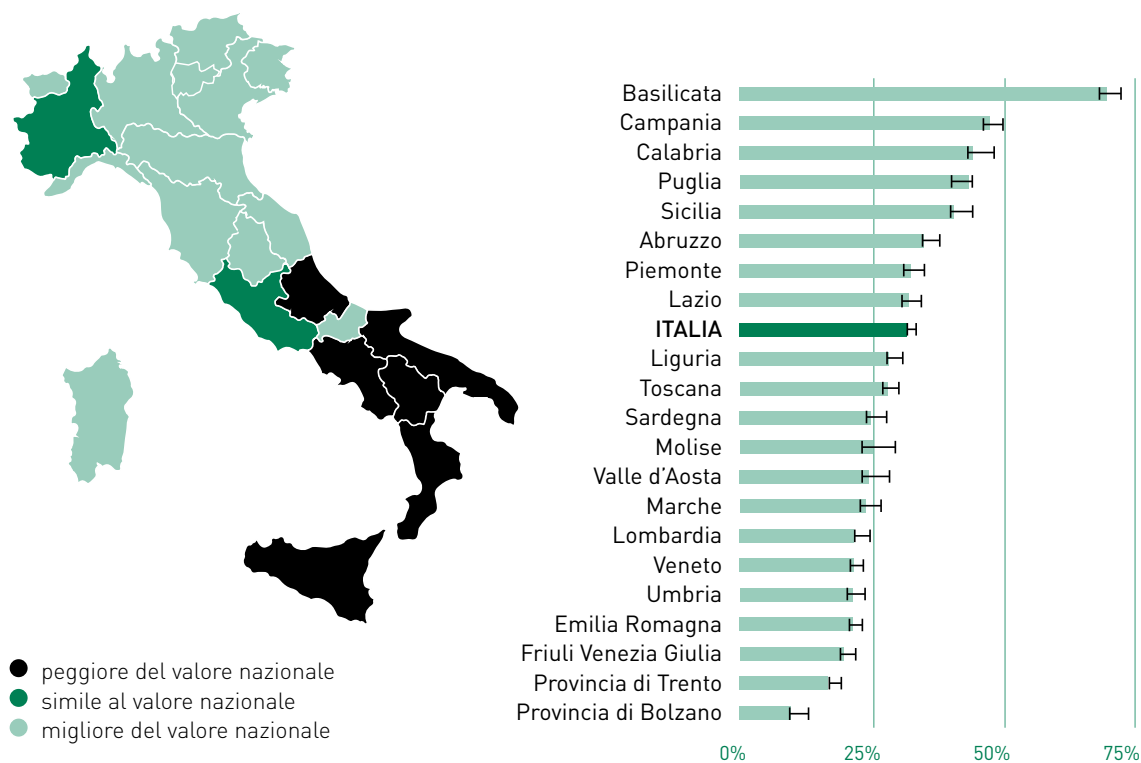 Basilicata
Campania
Calabria
Puglia
Sicilia
Abruzzo
Piemonte
Lazio
ITALIA
Liguria
Toscana
Sardegna
Molise
Valle d'Aosta
Marche
Lombardia
Veneto
Umbria
Emilia Romagna
Friuli Venezia Giulia
Provincia di Trento
Provincia di Bolzano
0% 25% 50% 75%
peggiore del valore nazionale
simile al valore nazionale
migliore del valore nazionale